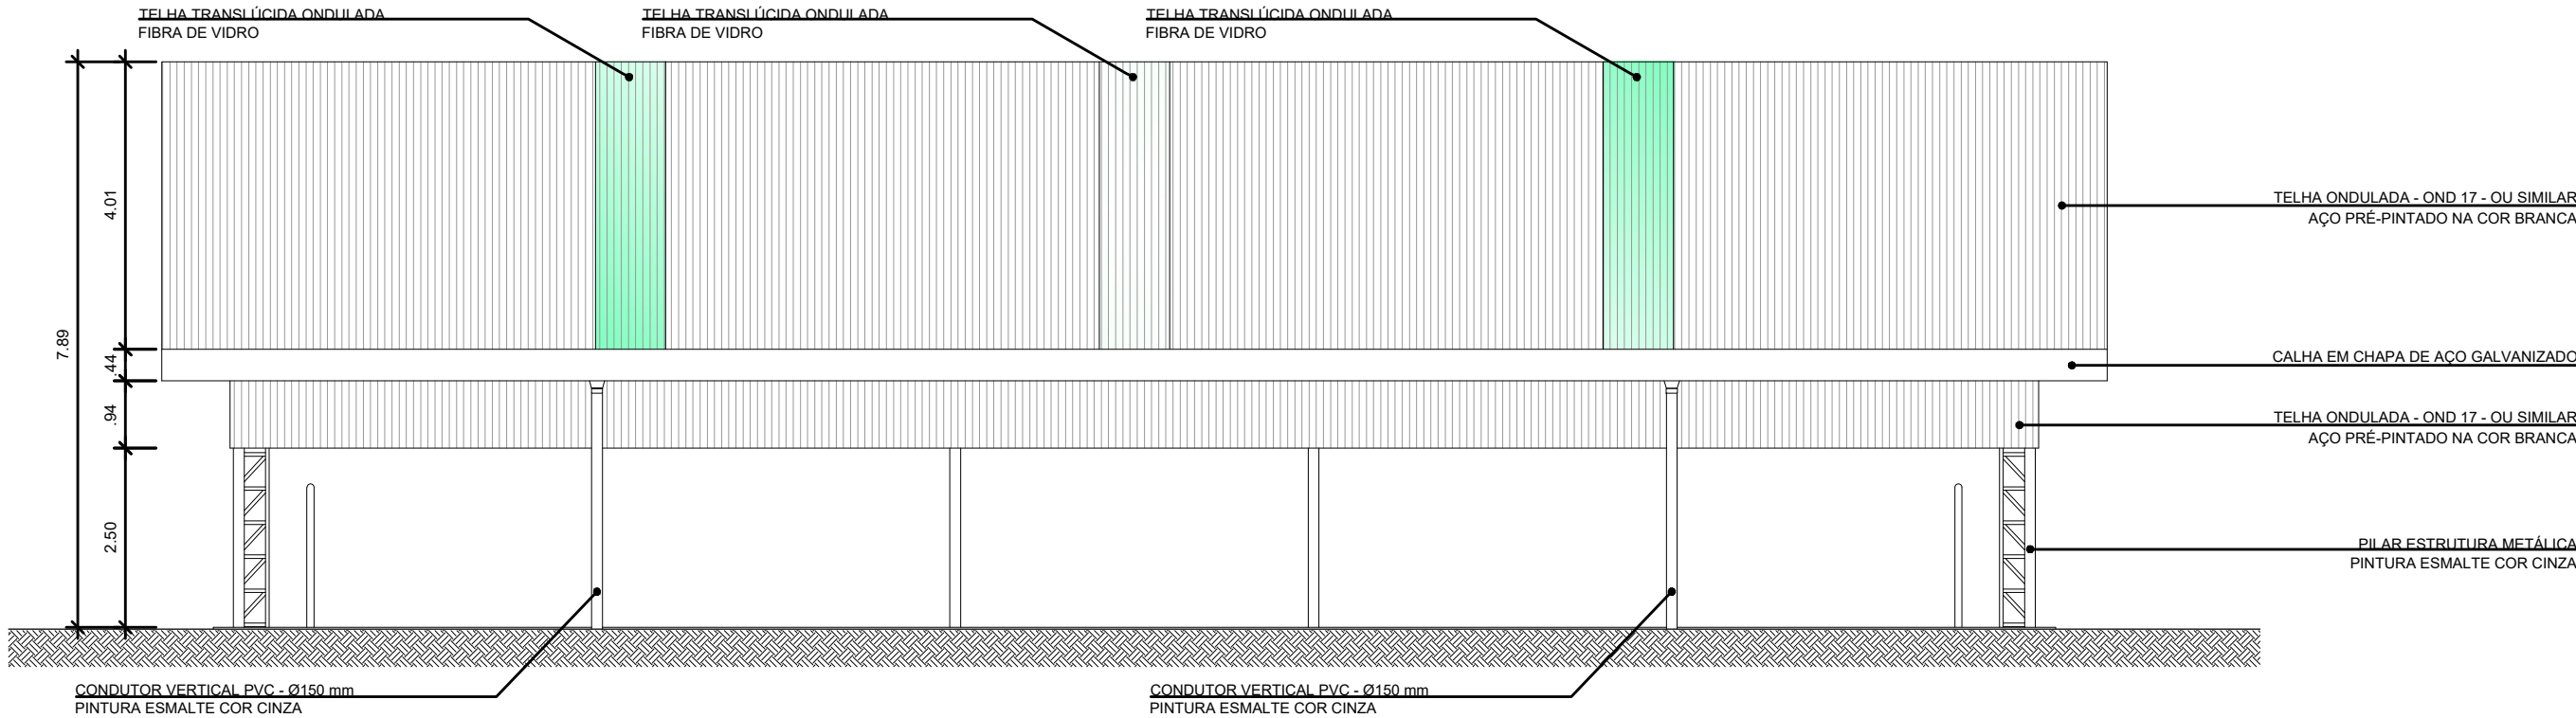 TELHA TRANSLÚCIDA ONDULADA
FIBRA DE VIDRO
TELHA TRANSLÚCIDA ONDULADA
FIBRA DE VIDRO
TELHA TRANSLÚCIDA ONDULADA
FIBRA DE VIDRO
7.89
4.01
.44
.94
2.50
TELHA ONDULADA - OND 17 - OU SIMILAR
AÇO PRÉ-PINTADO NA COR BRANCA
CALHA EM CHAPA DE AÇO GALVANIZADO
TELHA ONDULADA - OND 17 - OU SIMILAR
AÇO PRÉ-PINTADO NA COR BRANCA
PILAR ESTRUTURA METÁLICA
PINTURA ESMALTE COR CINZA
CONDUTOR VERTICAL PVC - Ø150 mm
PINTURA ESMALTE COR CINZA
CONDUTOR VERTICAL PVC - Ø150 mm
PINTURA ESMALTE COR CINZA